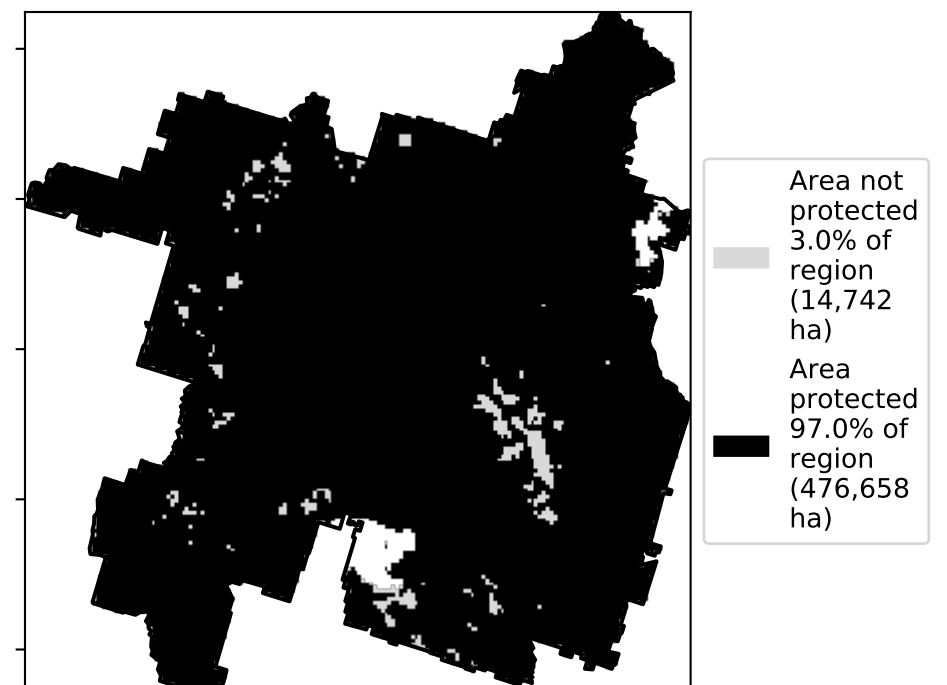 Area not
protected
3.0% of
region
(14,742
ha)
Area
protected
97.0% of
region
(476,658
ha)